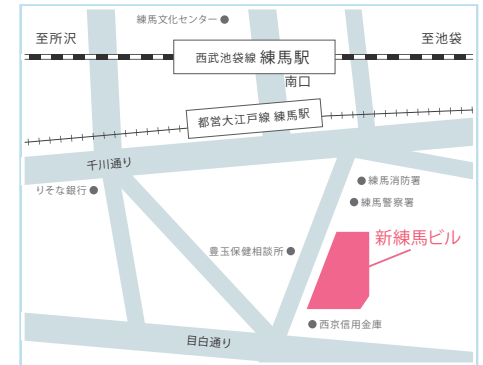 練馬文化センター
至所沢
至池袋
西武池袋線 練馬駅
南口
都営大江戸線 練馬駅
千川通り
りそな銀行
練馬消防署
練馬警察署
新練馬ビル
豊玉保健相談所
西京信用金庫
目白通り